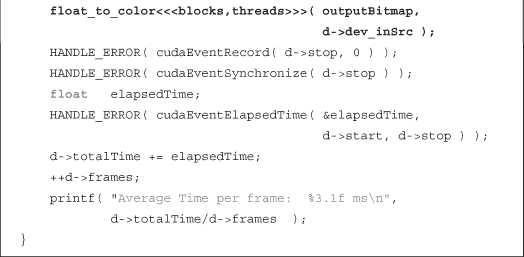 float_to_color<<<blocks,threads>>>( outputBitmap,
d->dev_inSrc );
HANDLE_ERROR( cudaEventRecord( d->stop, 0 ) );
HANDLE_ERROR( cudaEventSynchronize( d->stop ) );
float   elapsedTime;
HANDLE_ERROR( cudaEventElapsedTime( &elapsedTime,
d->start, d->stop ) );
d->totalTime += elapsedTime;
++d->frames;
printf( "Average Time per frame:  %3.1f ms\n",
d->totalTime/d->frames  );
}